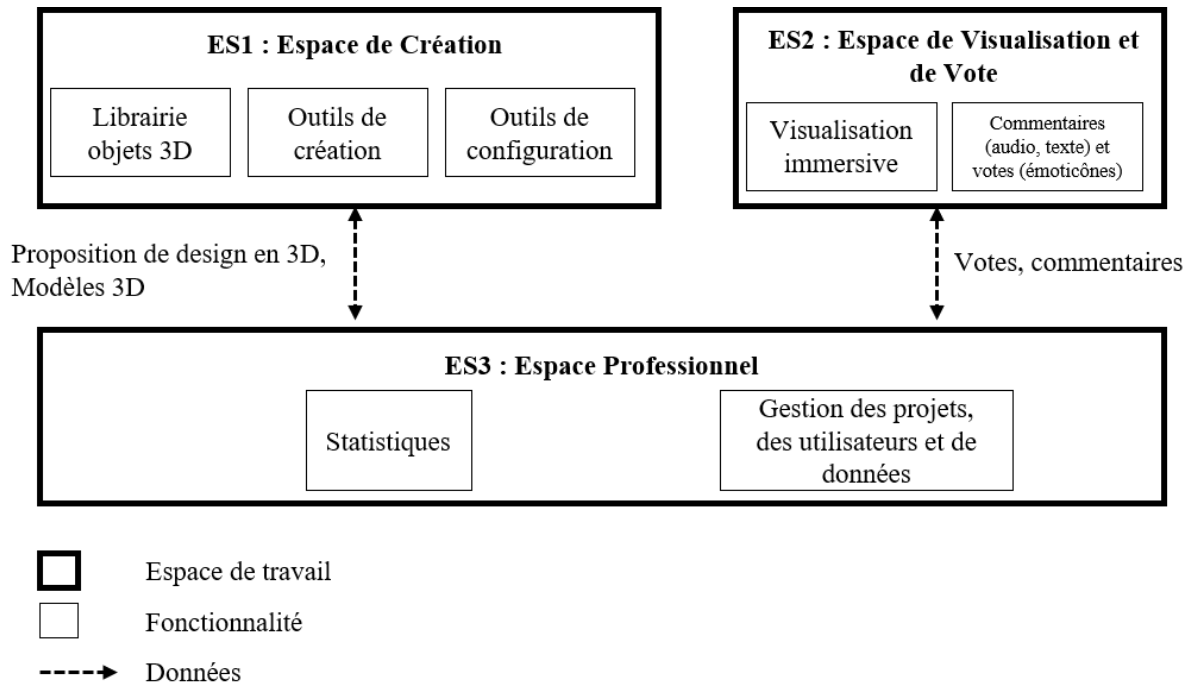 ES1 : Espace de Création
Librairie
objets 3D
Outils de
création
Outils de
configuration
ES2 : Espace de Visualisation et
de Vote
Visualisation
immersive
Commentaires
(audio, texte) et
votes (émoticônes)
Proposition de design en 3D,
Modèles 3D
Votes, commentaires
ES3 : Espace Professionnel
Statistiques
Gestion des projets,
des utilisateurs et de
données
Espace de travail
Fonctionnalité
Données